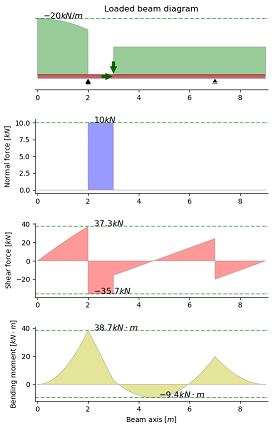 Loaded beam diagram
−20kN/m
0 2 4 6 8
Normal force [kN]
10.0
7.5
5.0
2.5
0.0
10kN
0 2 4 6 8
Shear force [kN]
40
20
0
−20
−40
37.3kN
−35.7kN
0 2 4 6 8
Bending moment [kN · m]
40
20
0
38.7kN · m
−9.4kN · m
0 2 4 6 8
Beam axis [m]